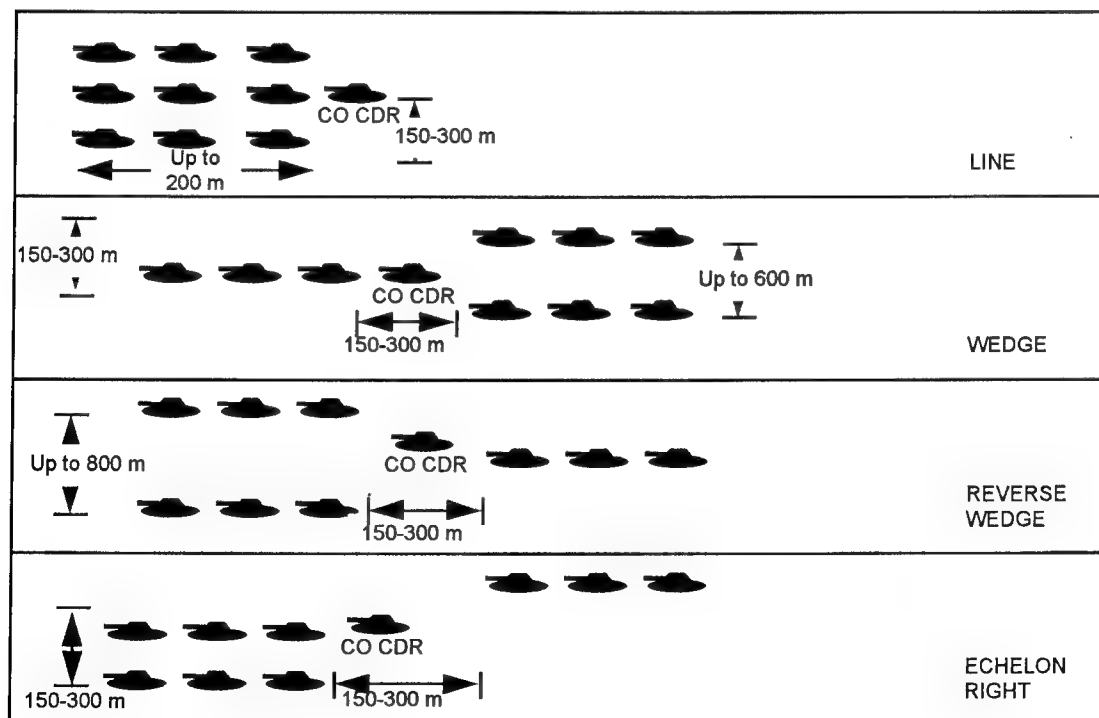 CO CDR
150-300 m
Up to
200 m
LINE
150-300 m
CO CDR
Up to 600 m
150-300 m
WEDGE
Up to 800 m
CO CDR
150-300 m
REVERSE
WEDGE
CO CDR
150-300 m
150-300 m
ECHELON
RIGHT